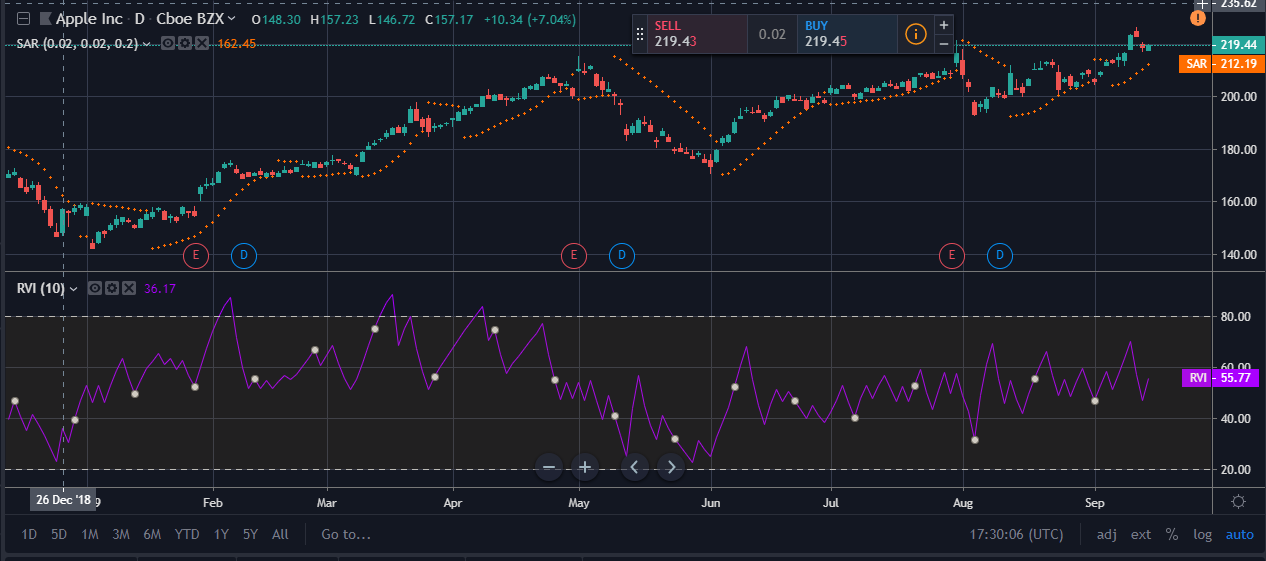 Apple Inc · D · Cboe BZX O148.30 H157.23 L146.72 C157.17 +10.34 (+7.04%)
SAR (0.02, 0.02, 0.2) 162.45
SELL
219.43
0.02
BUY
219.45
i
+
−
!
235.62
219.44
SAR 212.19
200.00
180.00
160.00
140.00
E D E D E D
RVI (10) 36.17
80.00
60.00
RVI 55.77
40.00
20.00
− + < >
26 Dec '18 9 Feb Mar Apr May Jun Jul Aug Sep
1D 5D 1M 3M 6M YTD 1Y 5Y All Go to... 17:30:06 (UTC) adj ext % log auto